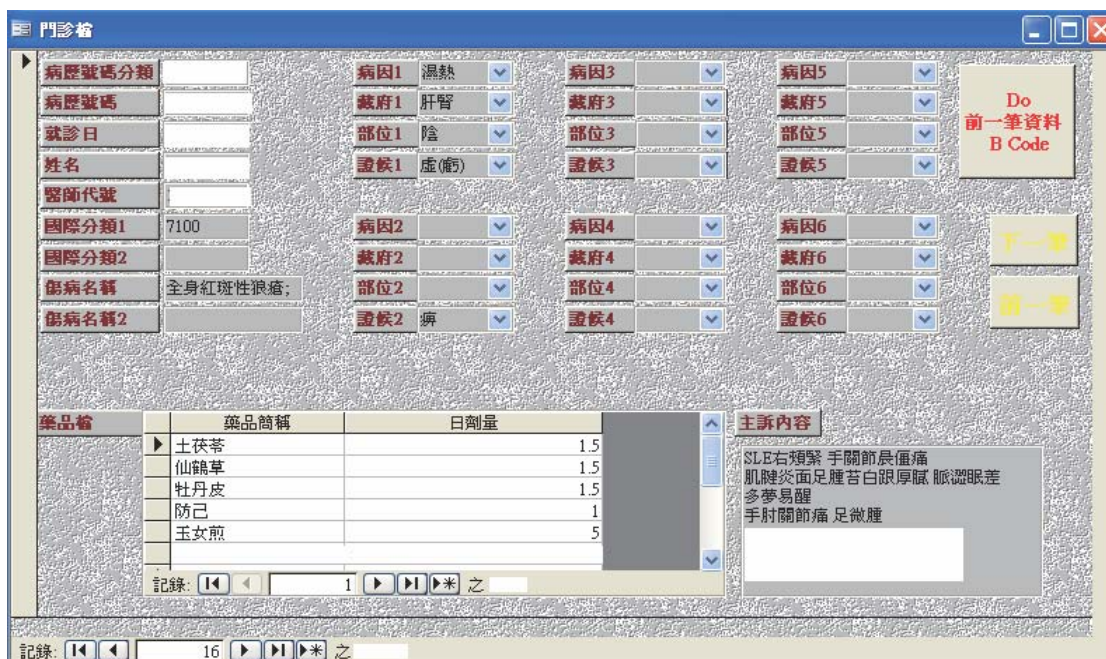 門診檔
病歷號碼分類
病歷號碼
就診日
姓名
醫師代號
國際分類1 7100
國際分類2
傷病名稱 全身紅斑性狼瘡;
傷病名稱2
病因1 濕熱
藏府1 肝腎
部位1 陰
證候1 虛(虧)
病因2
藏府2
部位2
證候2 痹
病因3
藏府3
部位3
證候3
病因4
藏府4
部位4
證候4
病因5
藏府5
部位5
證候5
病因6
藏府6
部位6
證候6
Do
前一筆資料
B Code
下一筆
前一筆
藥品檔
藥品簡稱 日劑量
土茯苓 1.5
仙鶴草 1.5
牡丹皮 1.5
防己 1
玉女煎 5
記錄: 1 之
主訴內容
SLE右頰緊 手關節晨僵痛
肌腱炎面足腫苔白跟厚膩 脈澀眠差
多夢易醒
手肘關節痛 足微腫
記錄: 16 之